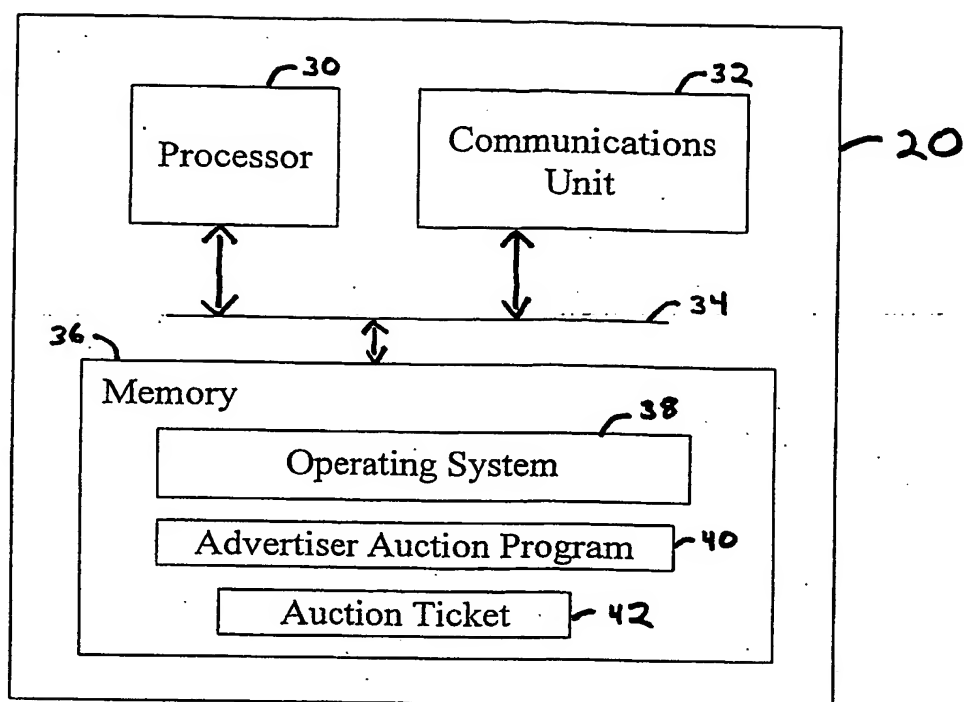 30
32
Processor
Communications
Unit
20
34
36
Memory
38
Operating System
Advertiser Auction Program
40
Auction Ticket
42